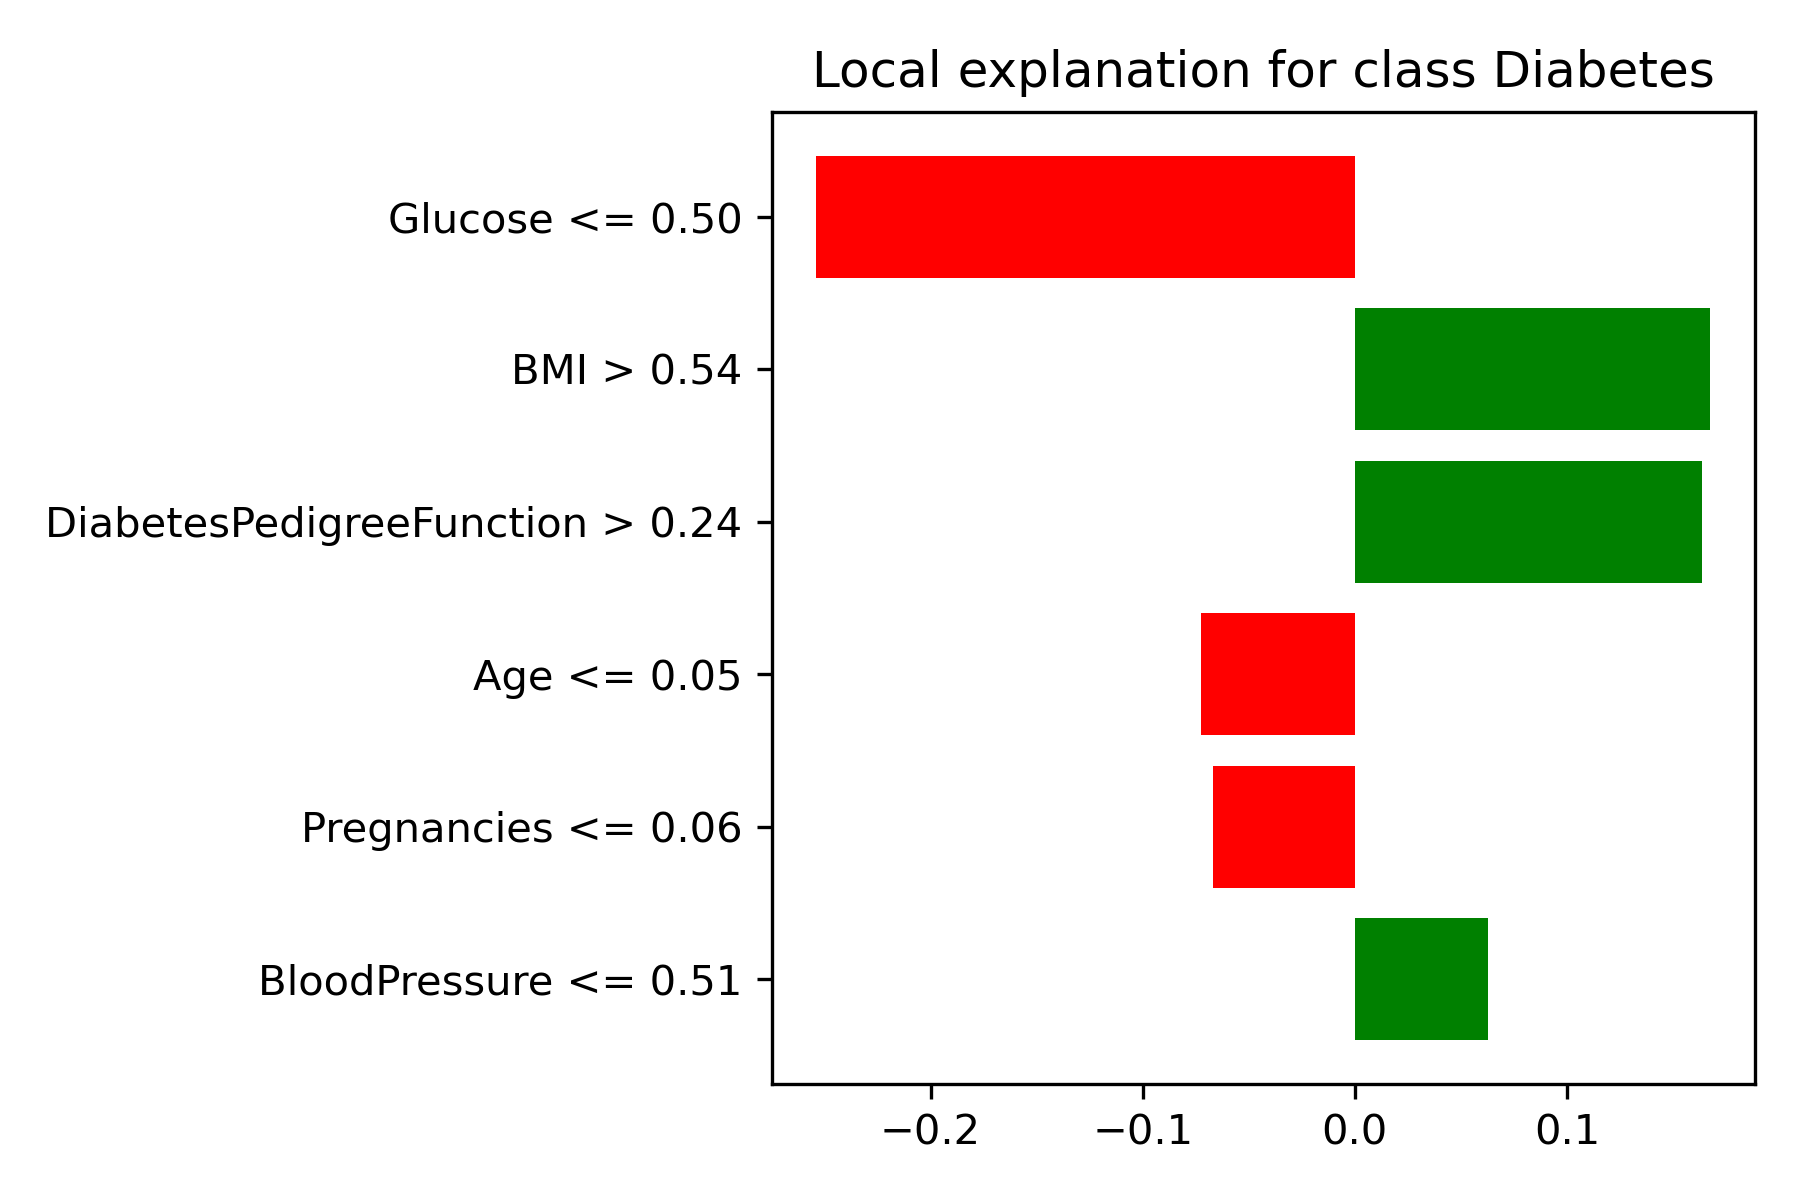 Local explanation for class Diabetes
Glucose <= 0.50
BMI > 0.54
DiabetesPedigreeFunction > 0.24
Age <= 0.05
Pregnancies <= 0.06
BloodPressure <= 0.51
−0.2 −0.1 0.0 0.1